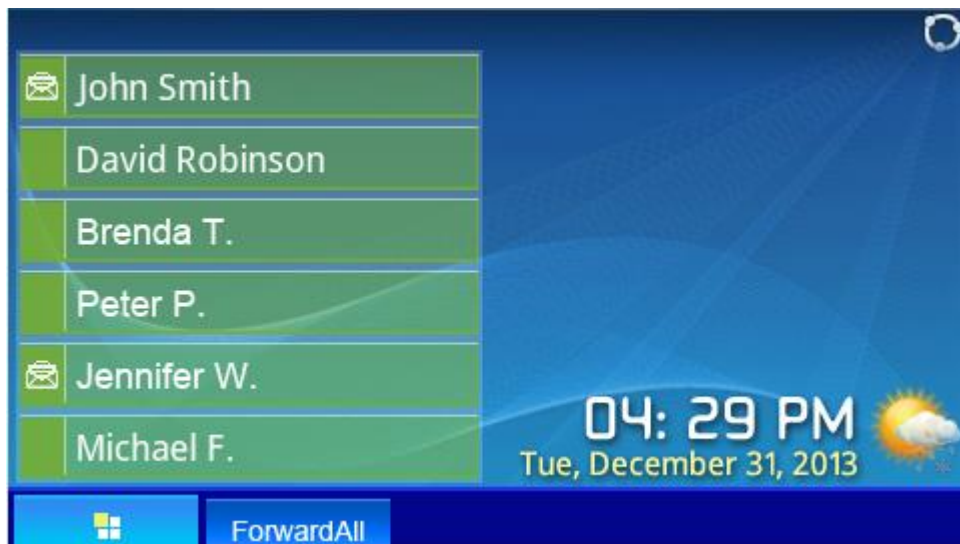 John Smith
David Robinson
Brenda T.
Peter P.
Jennifer W.
Michael F.
04: 29 PM
Tue, December 31, 2013
ForwardAll